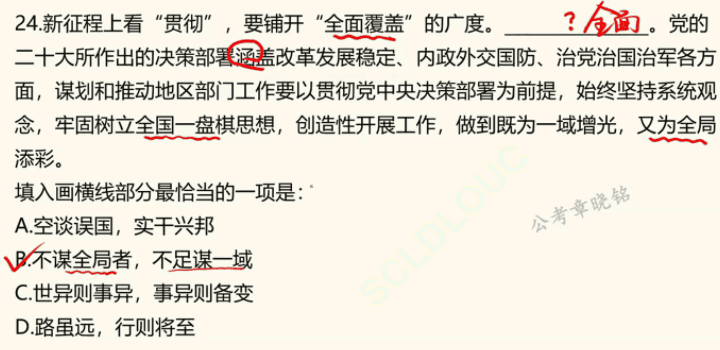 24.新征程上看“贯彻”，要铺开“全面覆盖”的广度。____________。党的
？全面
二十大所作出的决策部署涵盖改革发展稳定、内政外交国防、治党治国治军各方
面，谋划和推动地区部门工作要以贯彻党中央决策部署为前提，始终坚持系统观
念，牢固树立全国一盘棋思想，创造性开展工作，做到既为一域增光，又为全局
添彩。
填入画横线部分最恰当的一项是：
A.空谈误国，实干兴邦
公考章晓铭
B.不谋全局者，不足谋一域
C.世异则事异，事异则备变
D.路虽远，行则将至
SCLDLOUC